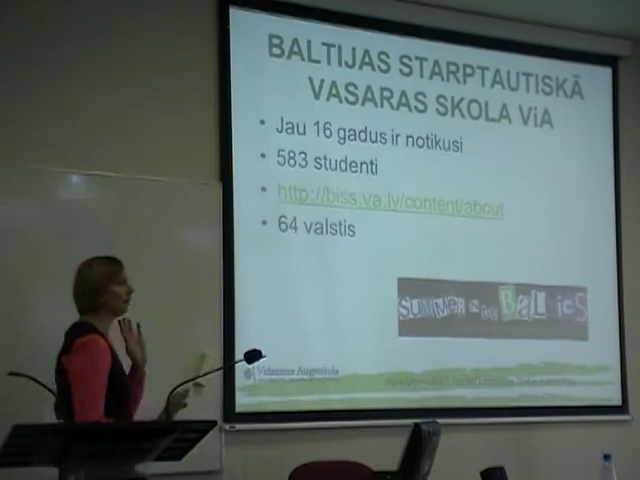 BALTIJAS STARPTAUTISKĀ
VASARAS SKOLA ViA
• Jau 16 gadus ir notikusi
• 583 studenti
• http://biss.va.lv/content/about
• 64 valstis
SUMMER in the BALtics
Vidzemes Augstskola